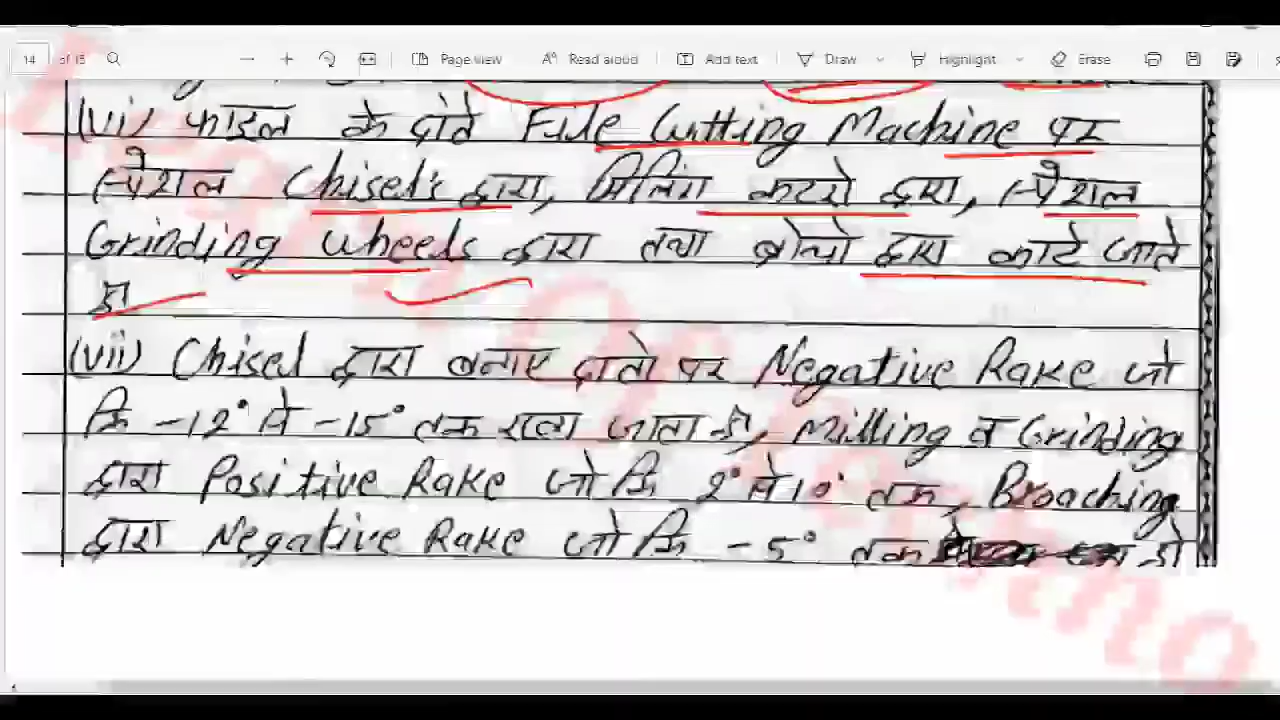 14 of 15 Page view Read aloud Add text Draw Highlight Erase
(vi) फाइल के दांते File Cutting Machine पर
स्पैशल Chisel's द्वारा, मिलिंग कटरो द्वारा, स्पैशल
Grinding wheels द्वारा तथा ब्रोचो द्वारा काटे जाते
है
(vii) Chisel द्वारा बनाए दांतो पर Negative Rake जो
कि -12° से -15° तक रखा जाता है, Milling व Grinding
द्वारा Positive Rake जो कि 2° से 10° तक, Broaching
द्वारा Negative Rake जो कि -5° तक हो